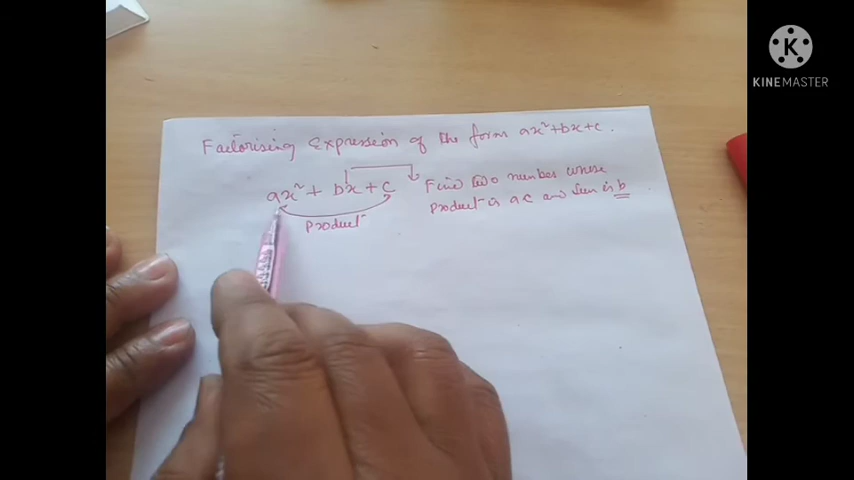 Factorising Expression of the form ax²+bx+c.
ax² + bx + c
Product
Find two number whose
product is ac and sum is b
K
KINEMASTER